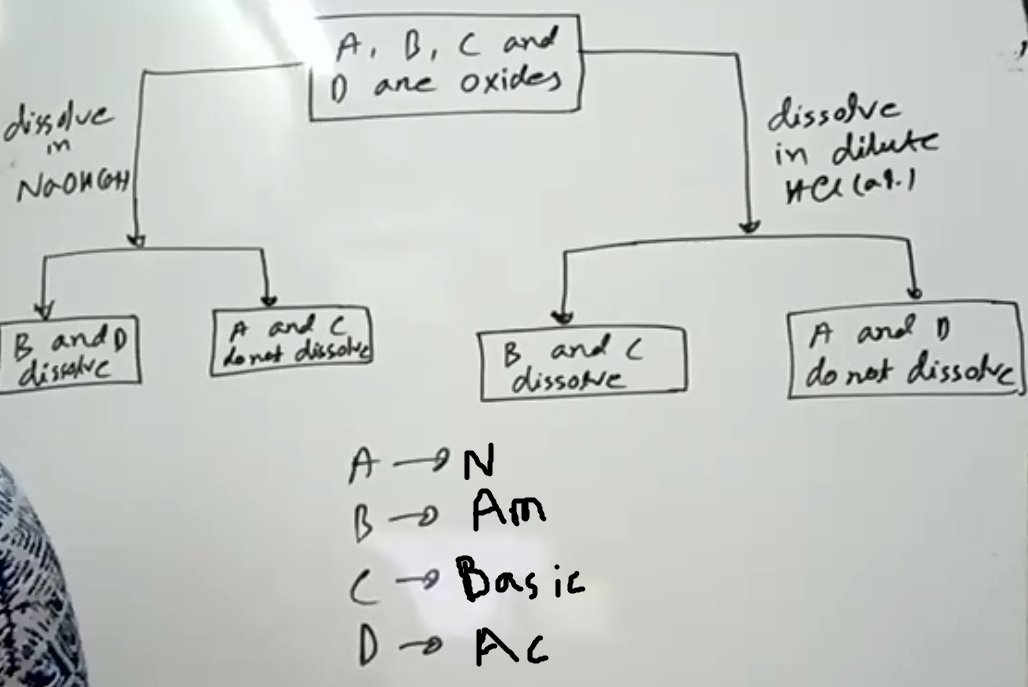 A, B, C and
D are oxides
dissolve
in
NaOH(aq)
dissolve
in dilute
HCl (aq.)
B and D
dissolve
A and C
do not dissolve
B and C
dissolve
A and D
do not dissolve
A → N
B → Am
C → Basic
D → Ac